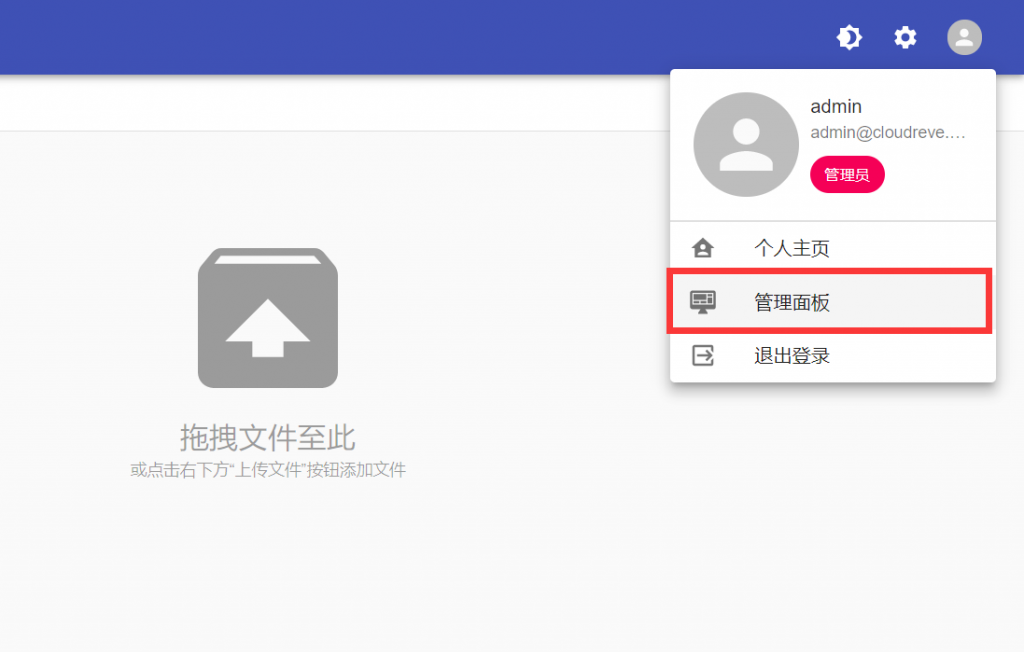 admin
admin@cloudreve....
管理员
个人主页
管理面板
退出登录
拖拽文件至此
或点击右下方“上传文件”按钮添加文件